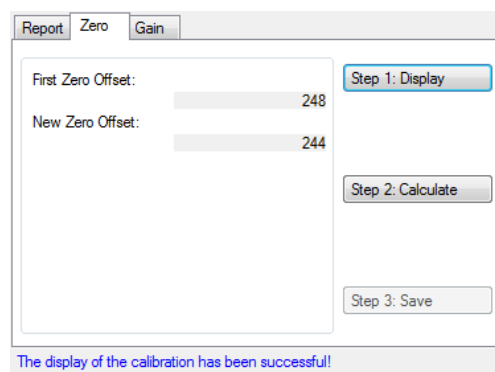 Report Zero Gain
First Zero Offset:
248
New Zero Offset:
244
Step 1: Display
Step 2: Calculate
Step 3: Save
The display of the calibration has been successful!